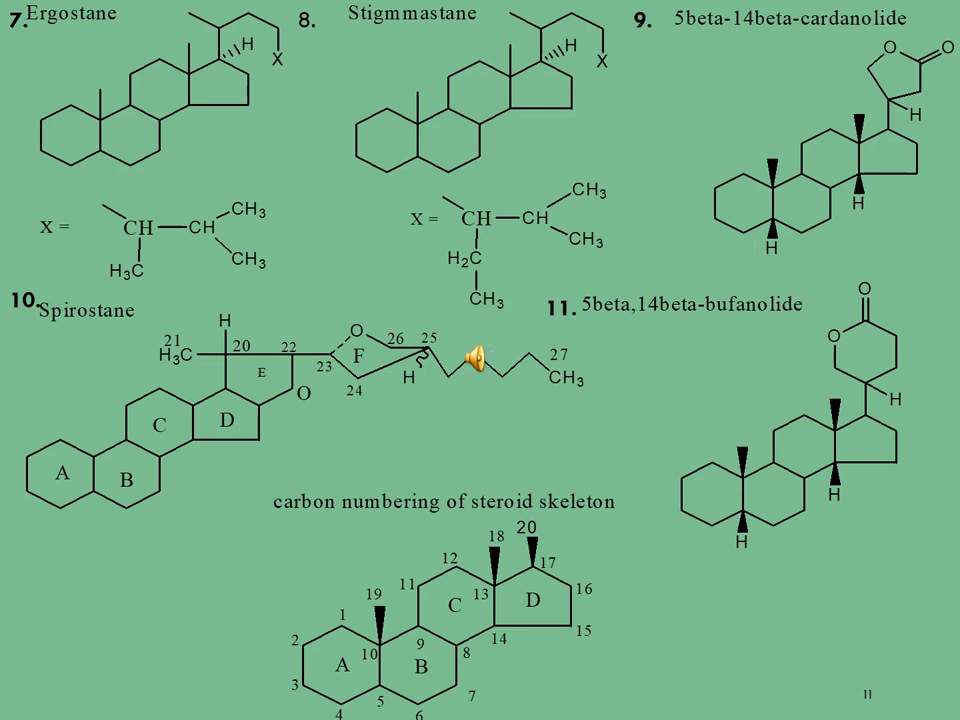 7. Ergostane
H
X
X =
CH
CH
CH3
CH3
H3C
8. Stigmmastane
H
X
X =
CH
CH
CH3
CH3
H2C
CH3
9. 5beta-14beta-cardanolide
O
O
H
H
H
10. Spirostane
H
21
H3C
20
22
E
O
23
O
F
24
26
25
H
27
CH3
A
B
C
D
11. 5beta,14beta-bufanolide
O
O
H
H
H
carbon numbering of steroid skeleton
20
18
17
12
11
13
16
C
D
19
15
14
1
2
10
9
8
A
B
3
7
5
4
6
11